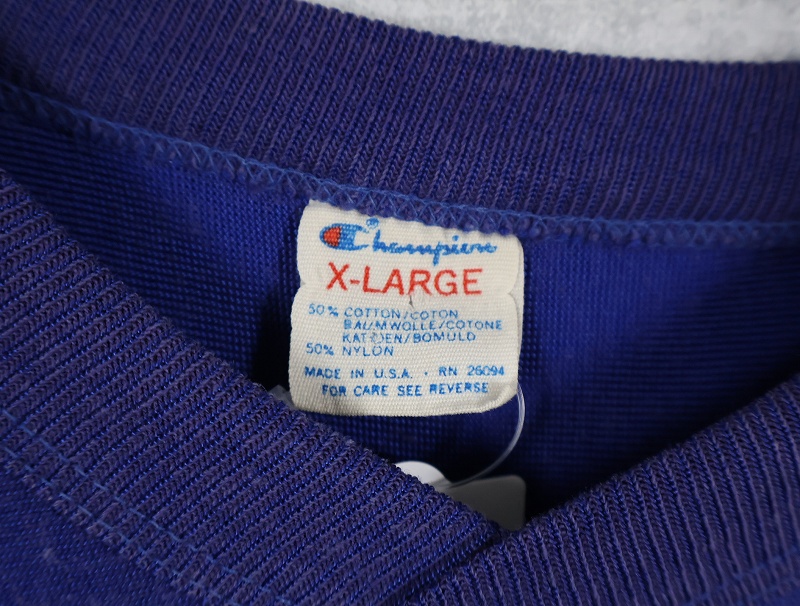 Champion
X-LARGE
50% COTTON/COTON
BAUMWOLLE/COTONE
KATOEN/BOMULD
50% NYLON
MADE IN U.S.A. · RN 26094
FOR CARE SEE REVERSE